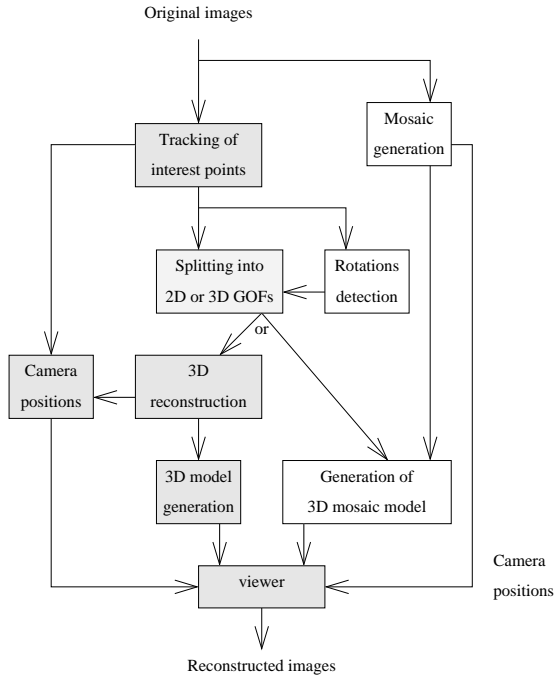 Original images
Mosaic
generation
Tracking of
interest points
Splitting into
2D or 3D GOFs
Rotations
detection
or
Camera
positions
3D
reconstruction
3D model
generation
Generation of
3D mosaic model
viewer
Camera
positions
Reconstructed images